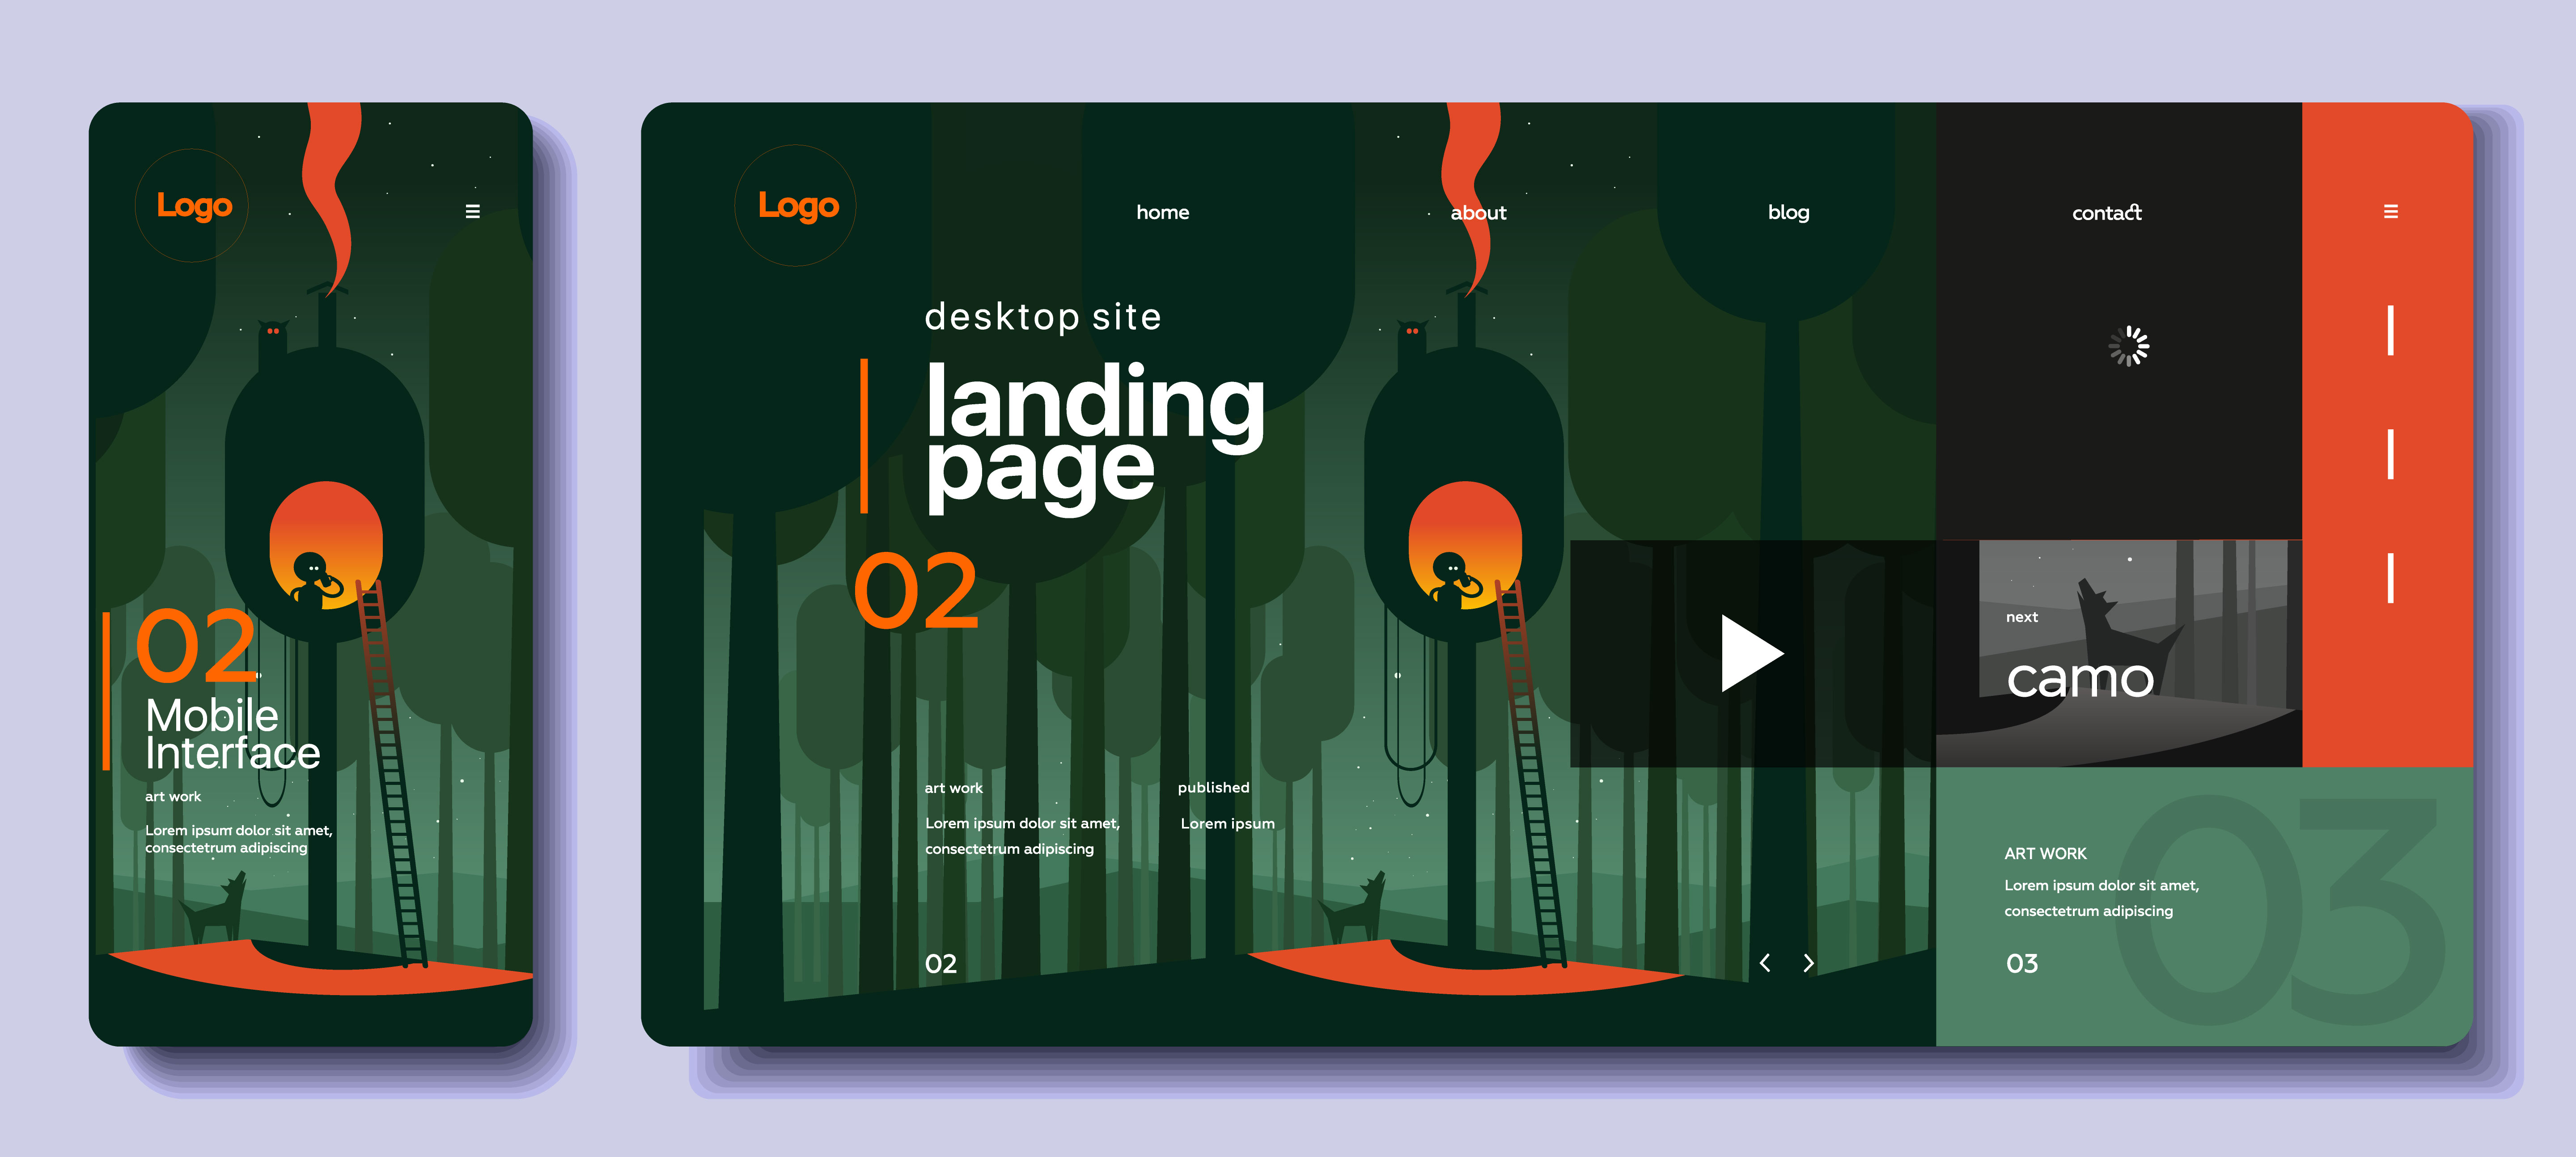 Logo
02
Mobile
Interface
art work
Lorem ipsum dolor sit amet,
consectetrum adipiscing
Logo
home
about
blog
contact
desktop site
landing
page
02
art work
Lorem ipsum dolor sit amet,
consectetrum adipiscing
published
Lorem ipsum
02
next
camo
03
ART WORK
Lorem ipsum dolor sit amet,
consectetrum adipiscing
03